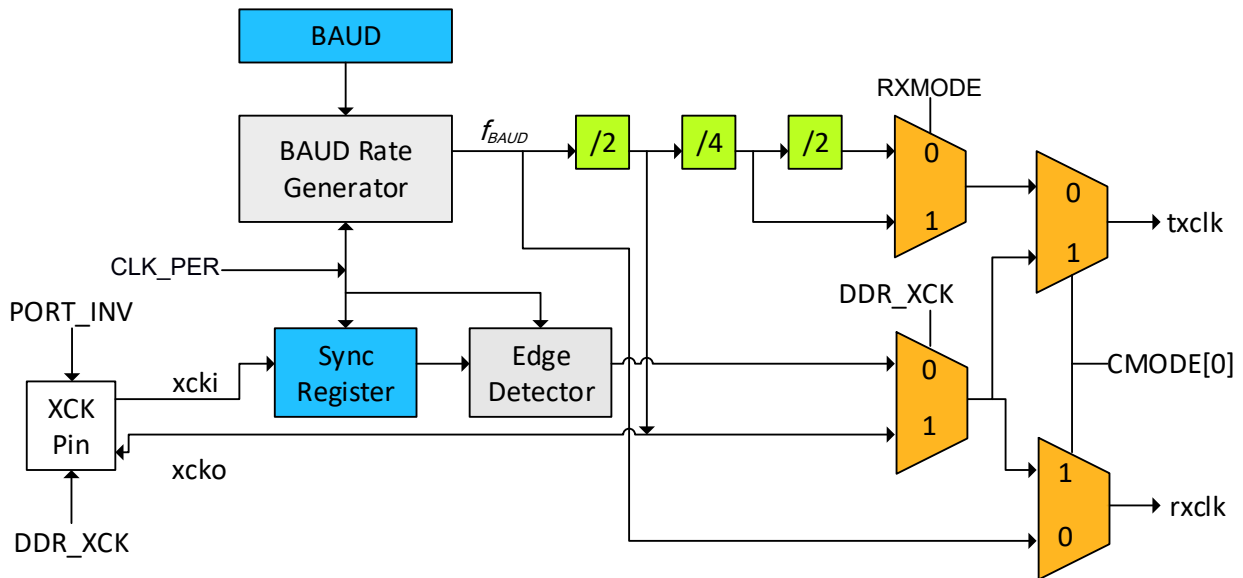 BAUD
RXMODE
f_BAUD
/2
/4
/2
0
BAUD Rate
Generator
0
1
txclk
1
CLK_PER
DDR_XCK
PORT_INV
Sync
Register
Edge
Detector
0
CMODE[0]
xcki
XCK
Pin
1
1
xcko
rxclk
0
DDR_XCK